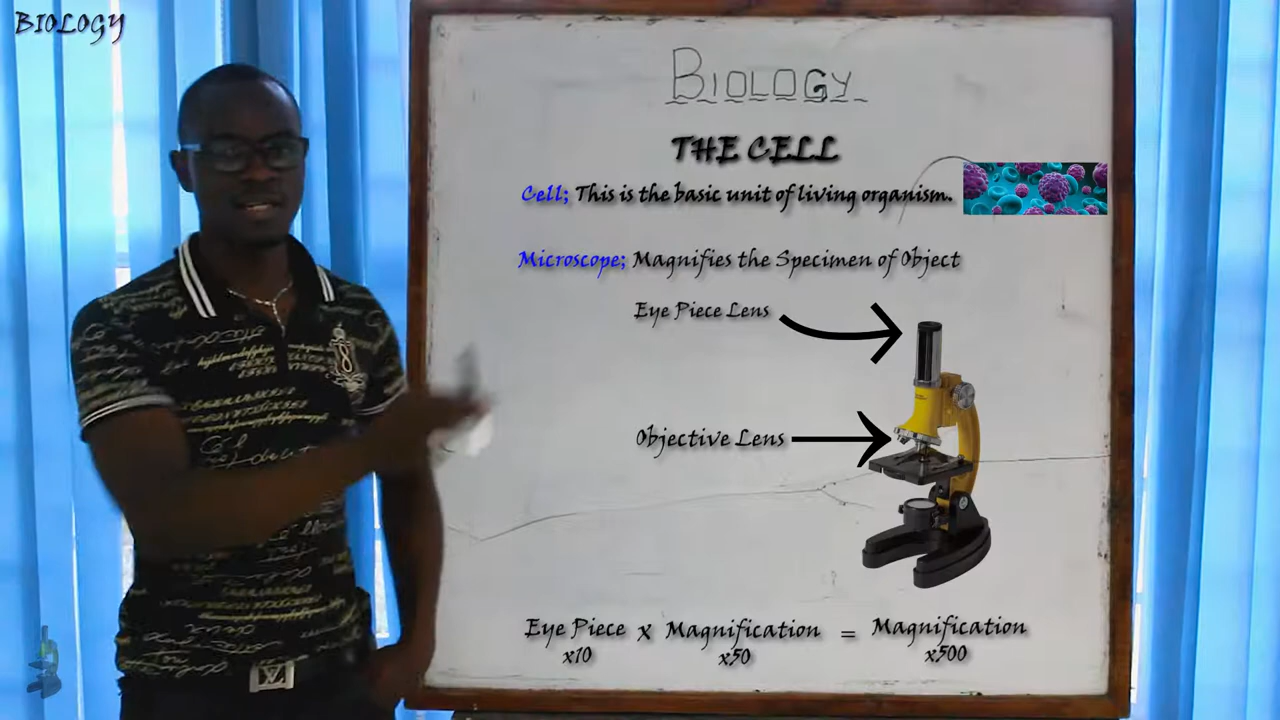 BIOLOGY
BIOLOGY
THE CELL
Cell; This is the basic unit of living organism.
Microscope; Magnifies the Specimen of Object
Eye Piece Lens
Objective Lens
Eye Piece x Magnification = Magnification
x10 x50 x500